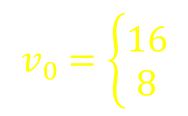 v₀ = { 16
8